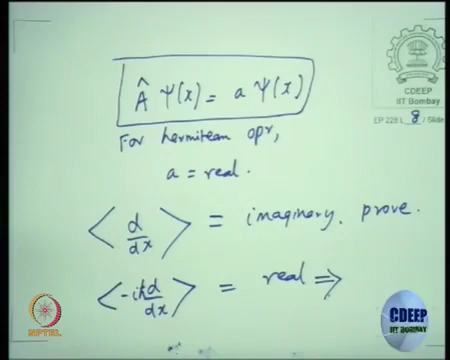 Â Ψ(x) = a Ψ(x)
For hermitean opr,
a = real.
⟨ d/dx ⟩ = imaginary. prove.
⟨ -iħ d/dx ⟩ = real ⇒
CDEEP
IIT Bombay
EP 228 L 8 / Slide
NPTEL
CDEEP
IIT Bombay